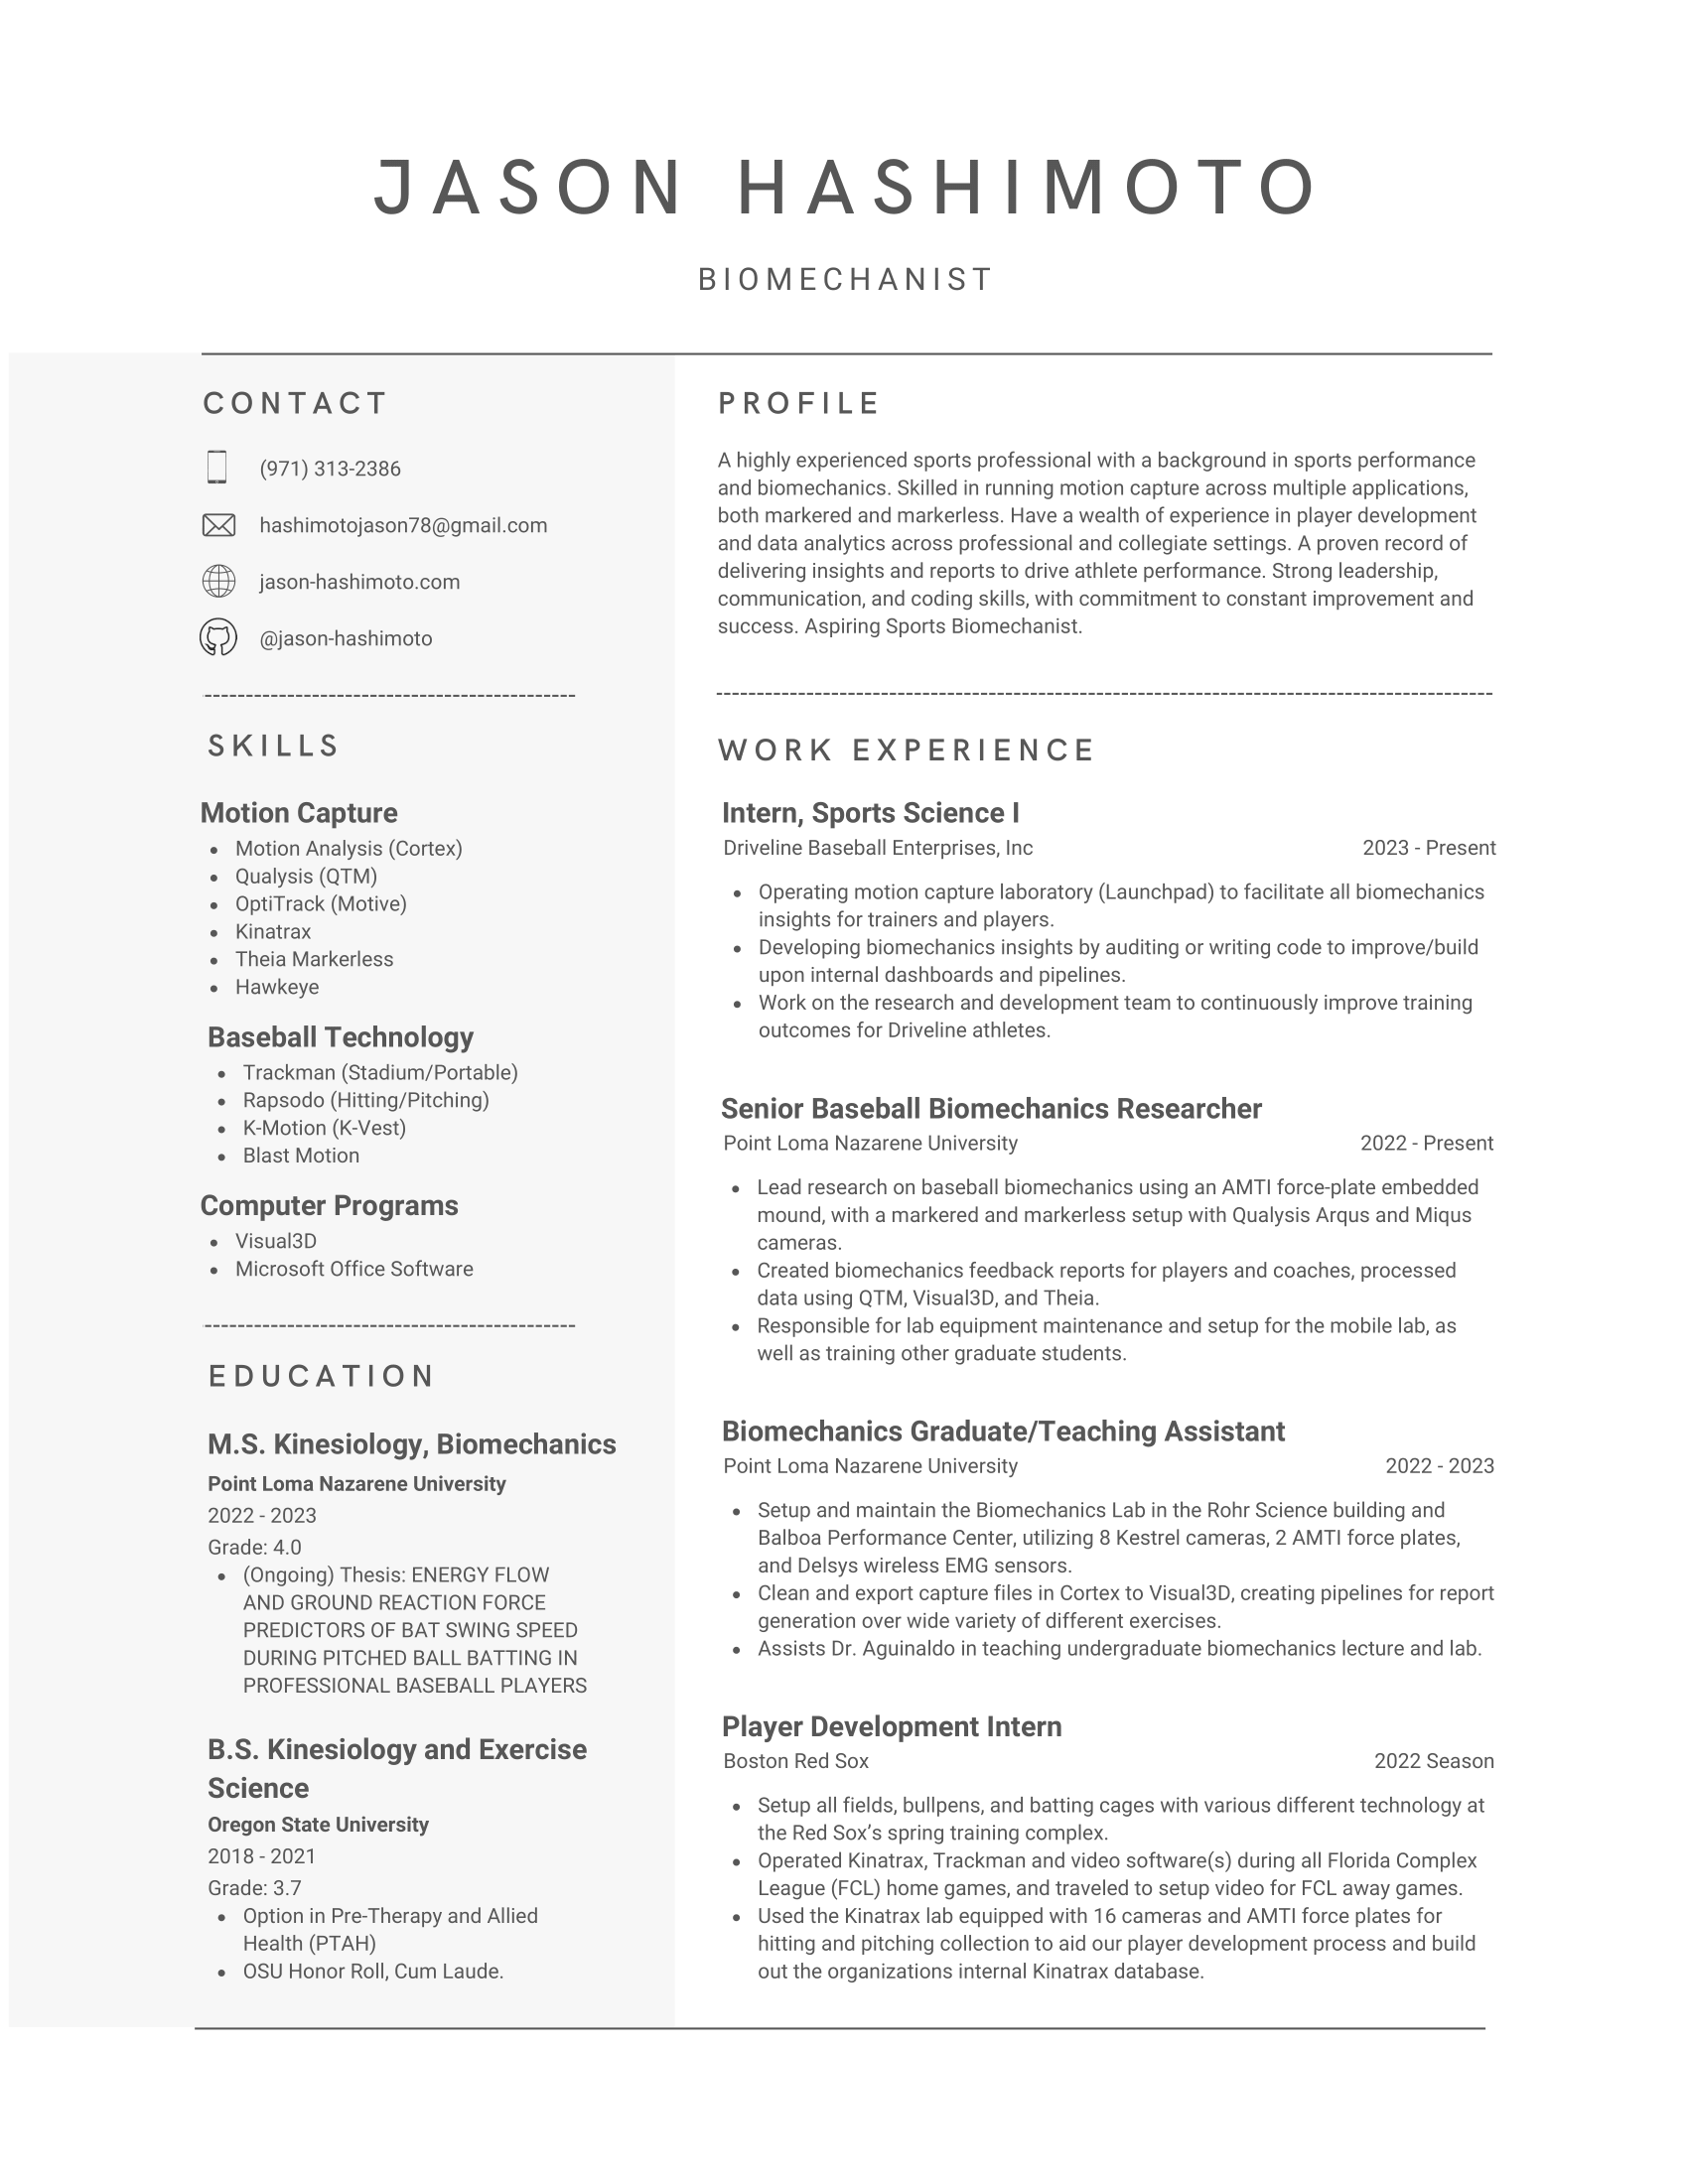 JASON HASHIMOTO
BIOMECHANIST
CONTACT
(971) 313-2386
hashimotojason78@gmail.com
jason-hashimoto.com
@jason-hashimoto
SKILLS
Motion Capture
• Motion Analysis (Cortex)
• Qualysis (QTM)
• OptiTrack (Motive)
• Kinatrax
• Theia Markerless
• Hawkeye
Baseball Technology
• Trackman (Stadium/Portable)
• Rapsodo (Hitting/Pitching)
• K-Motion (K-Vest)
• Blast Motion
Computer Programs
• Visual3D
• Microsoft Office Software
EDUCATION
M.S. Kinesiology, Biomechanics
Point Loma Nazarene University
2022 - 2023
Grade: 4.0
• (Ongoing) Thesis: ENERGY FLOW
AND GROUND REACTION FORCE
PREDICTORS OF BAT SWING SPEED
DURING PITCHED BALL BATTING IN
PROFESSIONAL BASEBALL PLAYERS
B.S. Kinesiology and Exercise
Science
Oregon State University
2018 - 2021
Grade: 3.7
• Option in Pre-Therapy and Allied
Health (PTAH)
• OSU Honor Roll, Cum Laude.
PROFILE
A highly experienced sports professional with a background in sports performance
and biomechanics. Skilled in running motion capture across multiple applications,
both markered and markerless. Have a wealth of experience in player development
and data analytics across professional and collegiate settings. A proven record of
delivering insights and reports to drive athlete performance. Strong leadership,
communication, and coding skills, with commitment to constant improvement and
success. Aspiring Sports Biomechanist.
WORK EXPERIENCE
Intern, Sports Science I
Driveline Baseball Enterprises, Inc 2023 - Present
• Operating motion capture laboratory (Launchpad) to facilitate all biomechanics
insights for trainers and players.
• Developing biomechanics insights by auditing or writing code to improve/build
upon internal dashboards and pipelines.
• Work on the research and development team to continuously improve training
outcomes for Driveline athletes.
Senior Baseball Biomechanics Researcher
Point Loma Nazarene University 2022 - Present
• Lead research on baseball biomechanics using an AMTI force-plate embedded
mound, with a markered and markerless setup with Qualysis Arqus and Miqus
cameras.
• Created biomechanics feedback reports for players and coaches, processed
data using QTM, Visual3D, and Theia.
• Responsible for lab equipment maintenance and setup for the mobile lab, as
well as training other graduate students.
Biomechanics Graduate/Teaching Assistant
Point Loma Nazarene University 2022 - 2023
• Setup and maintain the Biomechanics Lab in the Rohr Science building and
Balboa Performance Center, utilizing 8 Kestrel cameras, 2 AMTI force plates,
and Delsys wireless EMG sensors.
• Clean and export capture files in Cortex to Visual3D, creating pipelines for report
generation over wide variety of different exercises.
• Assists Dr. Aguinaldo in teaching undergraduate biomechanics lecture and lab.
Player Development Intern
Boston Red Sox 2022 Season
• Setup all fields, bullpens, and batting cages with various different technology at
the Red Sox’s spring training complex.
• Operated Kinatrax, Trackman and video software(s) during all Florida Complex
League (FCL) home games, and traveled to setup video for FCL away games.
• Used the Kinatrax lab equipped with 16 cameras and AMTI force plates for
hitting and pitching collection to aid our player development process and build
out the organizations internal Kinatrax database.